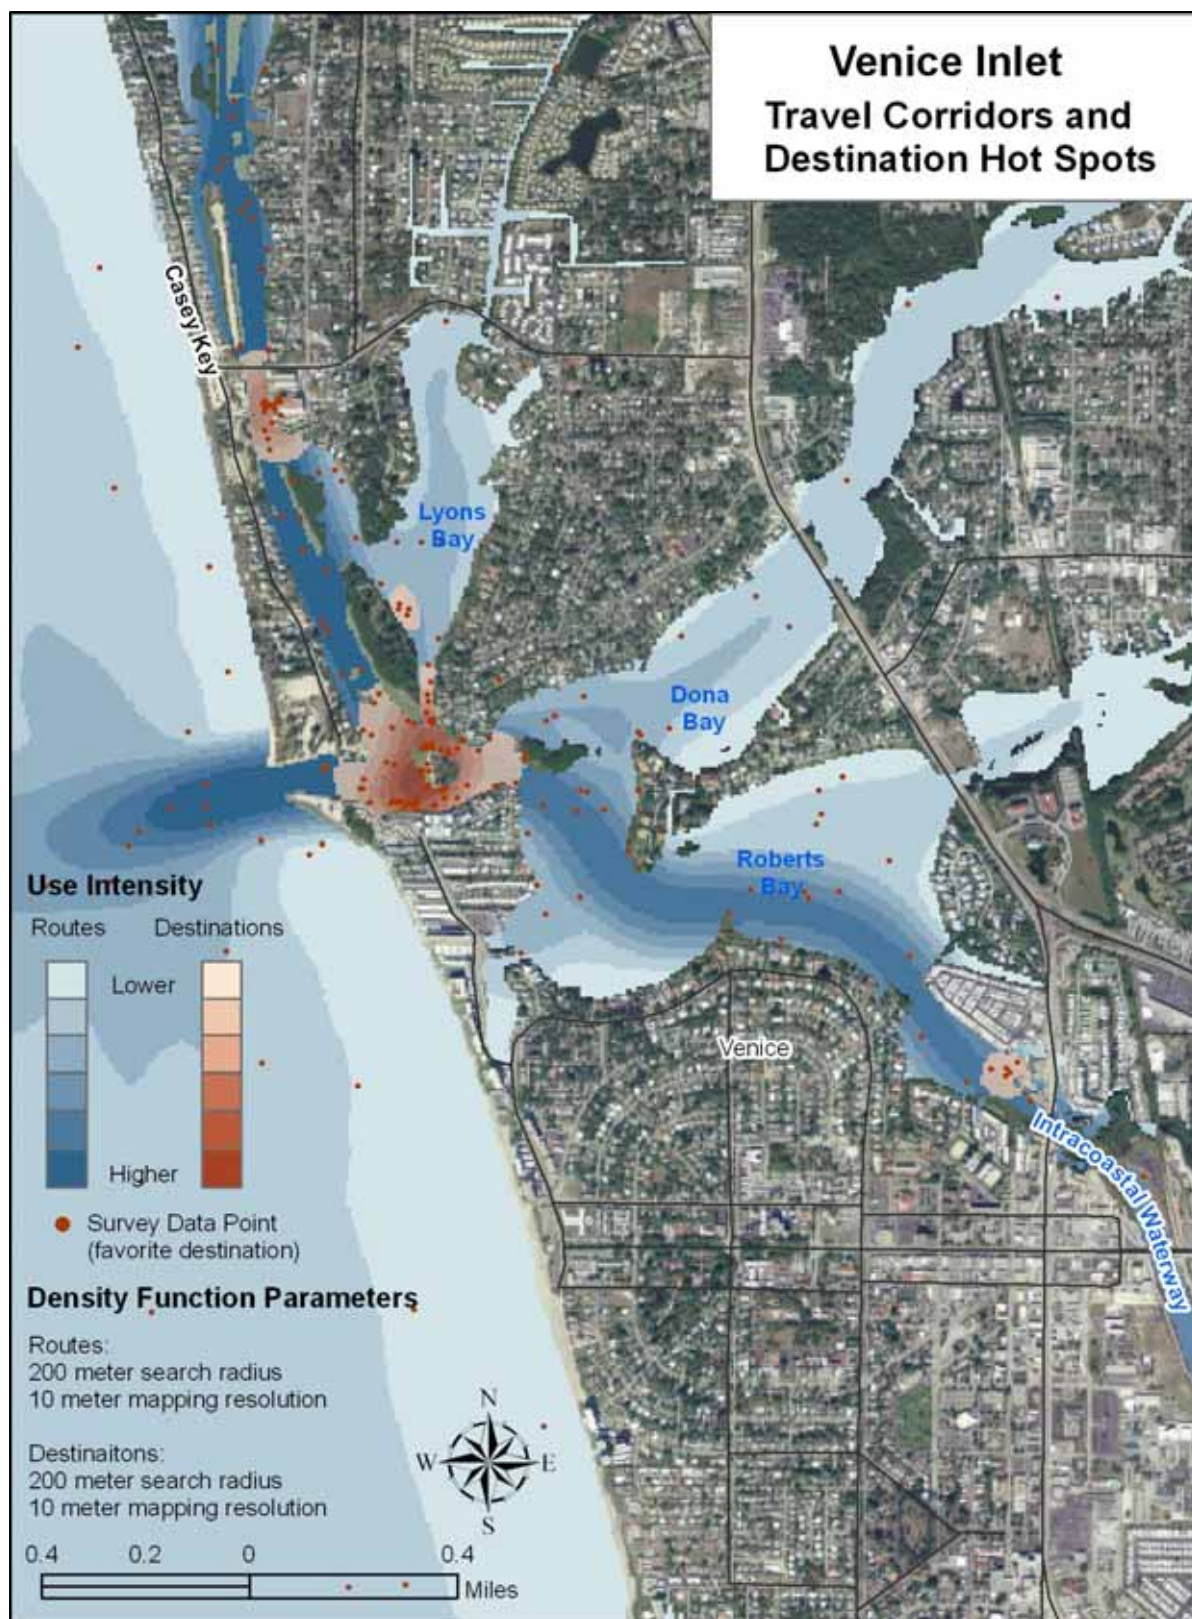 Venice Inlet
Travel Corridors and
Destination Hot Spots
Casey Key
Lyons
Bay
Dona
Bay
Roberts
Bay
Venice
Intracoastal Waterway
Use Intensity
Routes Destinations
Lower
Higher
Survey Data Point
(favorite destination)
Density Function Parameters
Routes:
200 meter search radius
10 meter mapping resolution
Destinaitons:
200 meter search radius
10 meter mapping resolution
N
W E
S
0.4 0.2 0 0.4
Miles